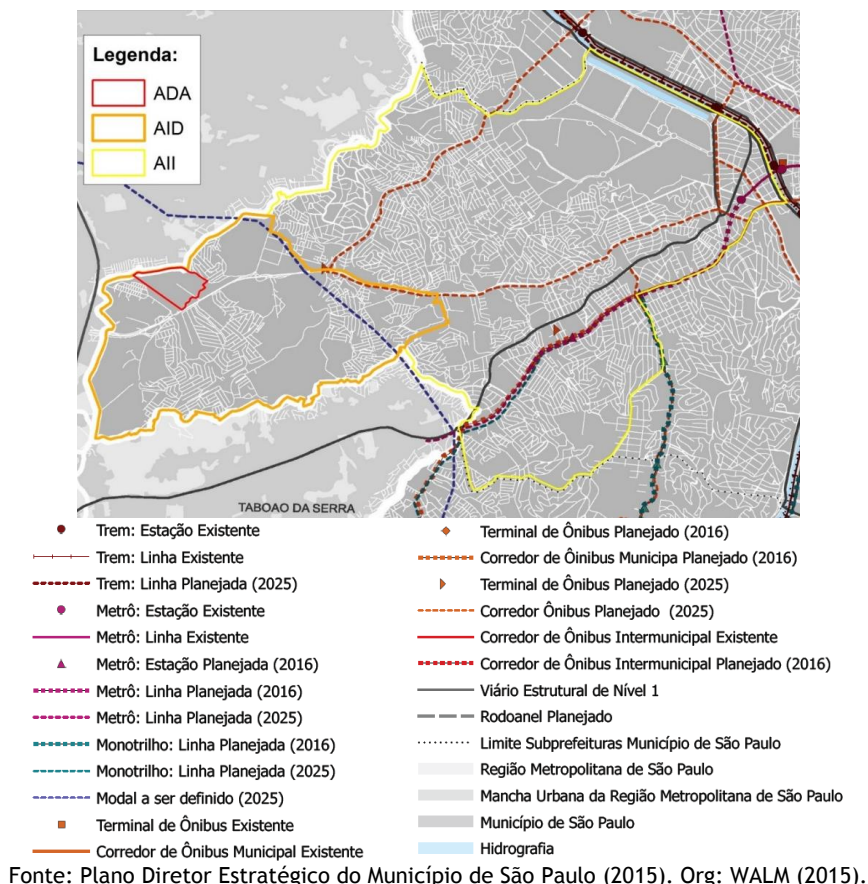 Legenda:
ADA
AID
AII
TABOAO DA SERRA
Trem: Estação Existente
Trem: Linha Existente
Trem: Linha Planejada (2025)
Metrô: Estação Existente
Metrô: Linha Existente
Metrô: Estação Planejada (2016)
Metrô: Linha Planejada (2016)
Metrô: Linha Planejada (2025)
Monotrilho: Linha Planejada (2016)
Monotrilho: Linha Planejada (2025)
Modal a ser definido (2025)
Terminal de Ônibus Existente
Corredor de Ônibus Municipal Existente
Terminal de Ônibus Planejado (2016)
Corredor de Ôinibus Municipa Planejado (2016)
Terminal de Ônibus Planejado (2025)
Corredor Ônibus Planejado (2025)
Corredor de Ônibus Intermunicipal Existente
Corredor de Ônibus Intermunicipal Planejado (2016)
Viário Estrutural de Nível 1
Rodoanel Planejado
Limite Subprefeituras Município de São Paulo
Região Metropolitana de São Paulo
Mancha Urbana da Região Metropolitana de São Paulo
Município de São Paulo
Hidrografia
Fonte: Plano Diretor Estratégico do Município de São Paulo (2015). Org: WALM (2015).